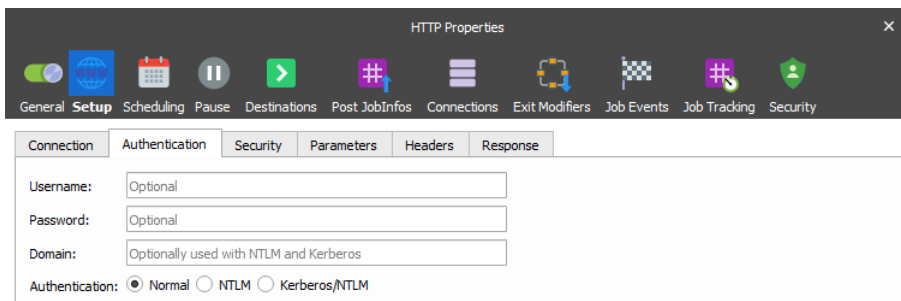 HTTP Properties
General Setup Scheduling Pause Destinations Post JobInfos Connections Exit Modifiers Job Events Job Tracking Security
Connection Authentication Security Parameters Headers Response
Username: Optional
Password: Optional
Domain: Optionally used with NTLM and Kerberos
Authentication: Normal NTLM Kerberos/NTLM